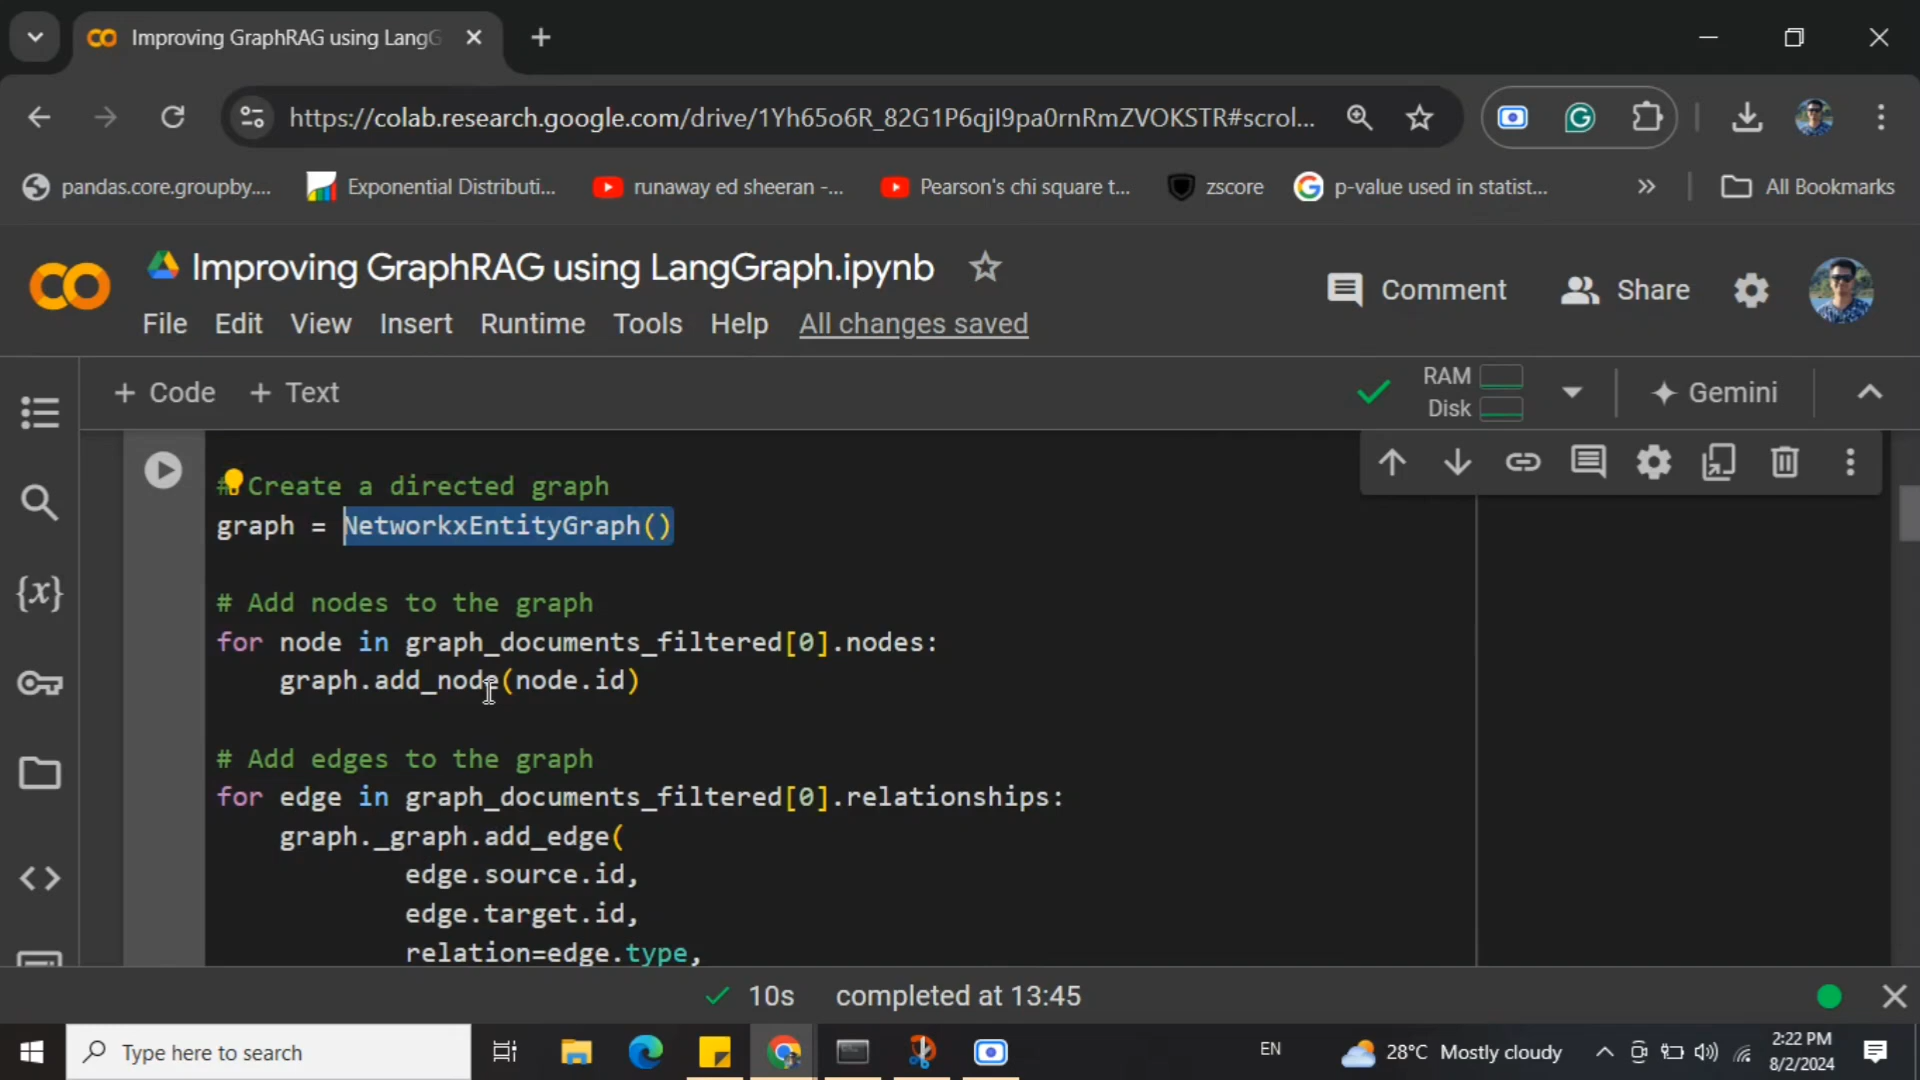 Improving GraphRAG using LangG
https://colab.research.google.com/drive/1Yh65o6R_82G1P6qjI9pa0rnRmZVOKSTR#scrol...
pandas.core.groupby....
Exponential Distributi...
runaway ed sheeran -...
Pearson's chi square t...
zscore
p-value used in statist...
All Bookmarks
Improving GraphRAG using LangGraph.ipynb
Comment
Share
File Edit View Insert Runtime Tools Help All changes saved
+ Code + Text
RAM
Disk
Gemini
# Create a directed graph
graph = NetworkxEntityGraph()
# Add nodes to the graph
for node in graph_documents_filtered[0].nodes:
graph.add_node(node.id)
# Add edges to the graph
for edge in graph_documents_filtered[0].relationships:
graph._graph.add_edge(
edge.source.id,
edge.target.id,
relation=edge.type,
10s completed at 13:45
Type here to search
EN
28°C Mostly cloudy
2:22 PM
8/2/2024